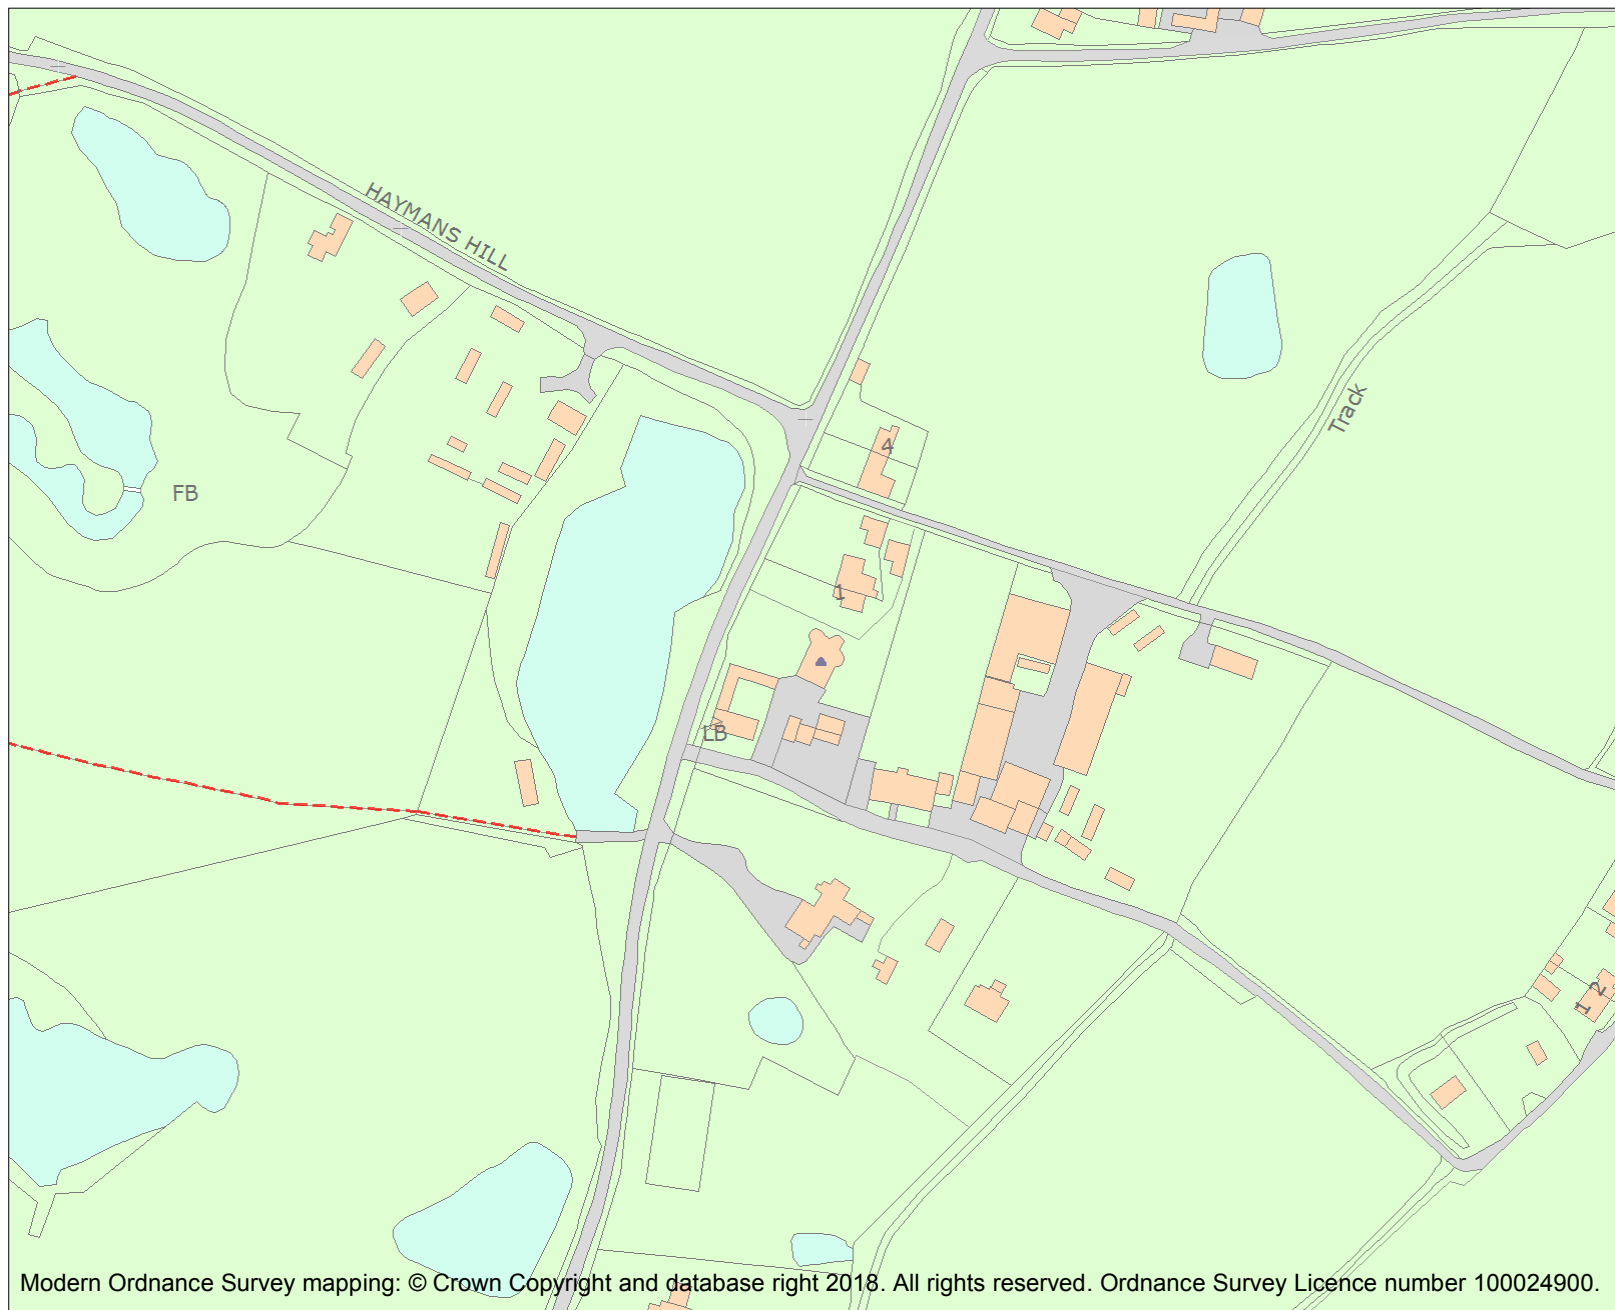 HAYMANS HILL
Track
4
FB
1
LB
1 2
Modern Ordnance Survey mapping: © Crown Copyright and database right 2018. All rights reserved. Ordnance Survey Licence number 100024900.